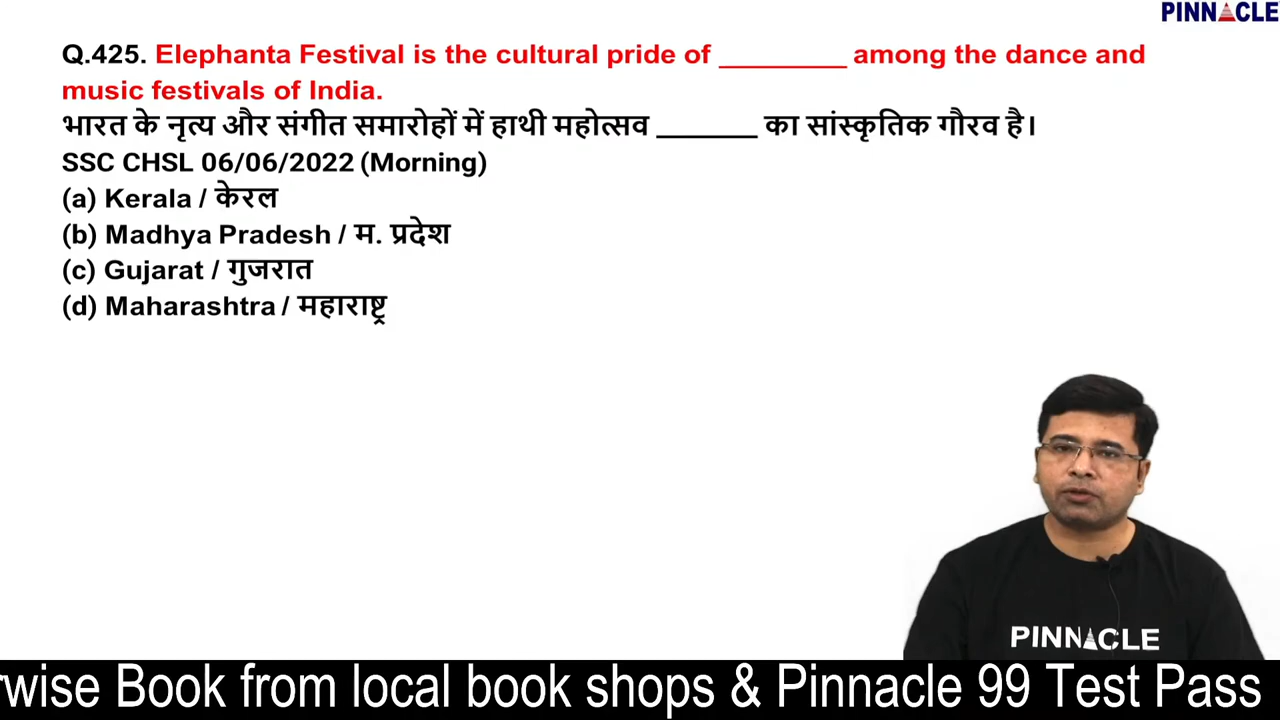 PINNACLE
Q.425. Elephanta Festival is the cultural pride of _________ among the dance and
music festivals of India.
भारत के नृत्य और संगीत समारोहों में हाथी महोत्सव _______ का सांस्कृतिक गौरव है।
SSC CHSL 06/06/2022 (Morning)
(a) Kerala / केरल
(b) Madhya Pradesh / म. प्रदेश
(c) Gujarat / गुजरात
(d) Maharashtra / महाराष्ट्र
PINNACLE
rwise Book from local book shops & Pinnacle 99 Test Pass